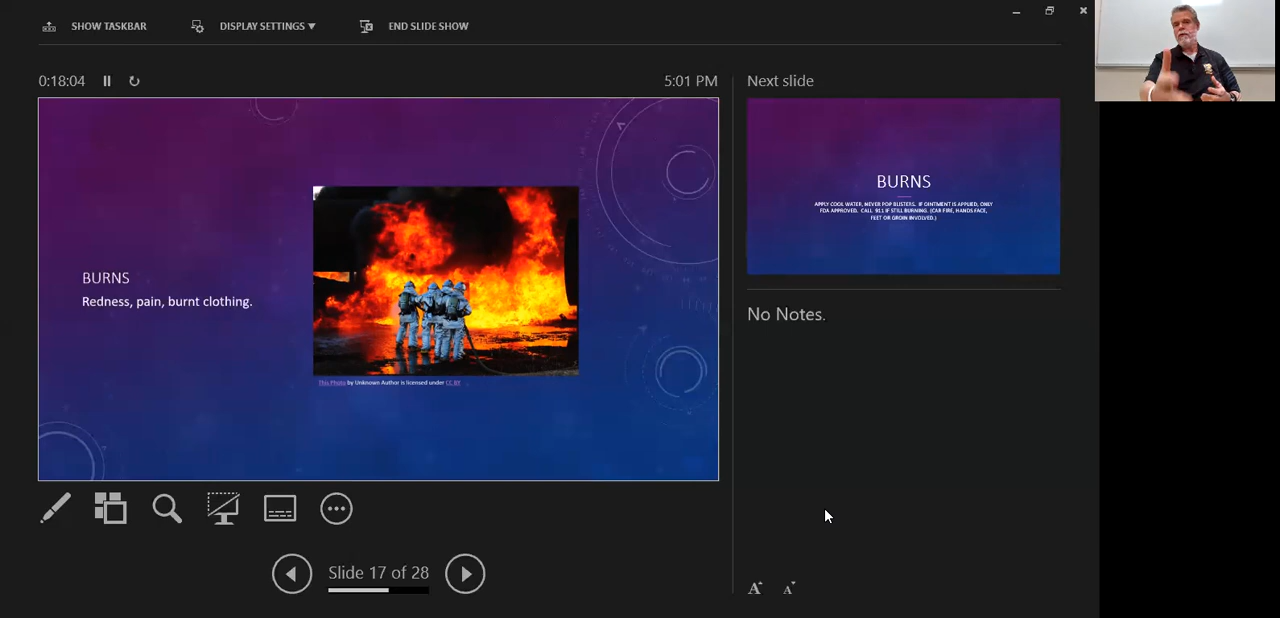 SHOW TASKBAR
DISPLAY SETTINGS
END SLIDE SHOW
0:18:04
5:01 PM
BURNS
Redness, pain, burnt clothing.
This Photo by Unknown Author is licensed under CC BY
Next slide
BURNS
APPLY COOL WATER, NEVER POP BLISTERS. IF OINTMENT IS APPLIED, ONLY
FDA APPROVED. CALL 911 IF STILL BURNING. (CAR FIRE, HANDS FACE,
FEET OR GROIN INVOLVED.)
No Notes.
Slide 17 of 28
A
A